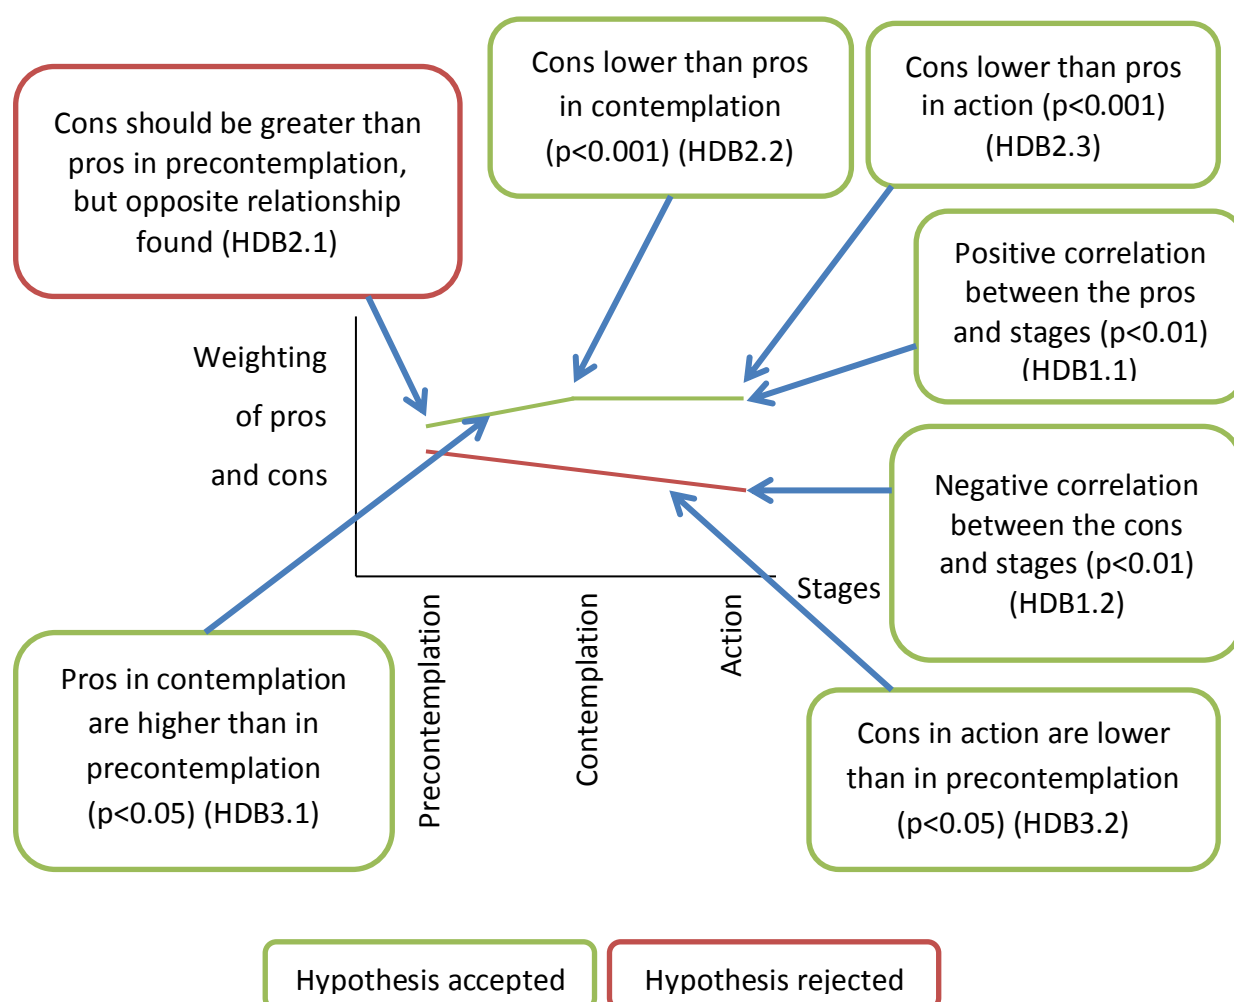 Cons should be greater than
pros in precontemplation,
but opposite relationship
found (HDB2.1)
Cons lower than pros
in contemplation
(p<0.001) (HDB2.2)
Cons lower than pros
in action (p<0.001)
(HDB2.3)
Positive correlation
between the pros
and stages (p<0.01)
(HDB1.1)
Weighting
of pros
and cons
Negative correlation
between the cons
and stages (p<0.01)
(HDB1.2)
Stages
Precontemplation
Contemplation
Action
Pros in contemplation
are higher than in
precontemplation
(p<0.05) (HDB3.1)
Cons in action are lower
than in precontemplation
(p<0.05) (HDB3.2)
Hypothesis accepted
Hypothesis rejected